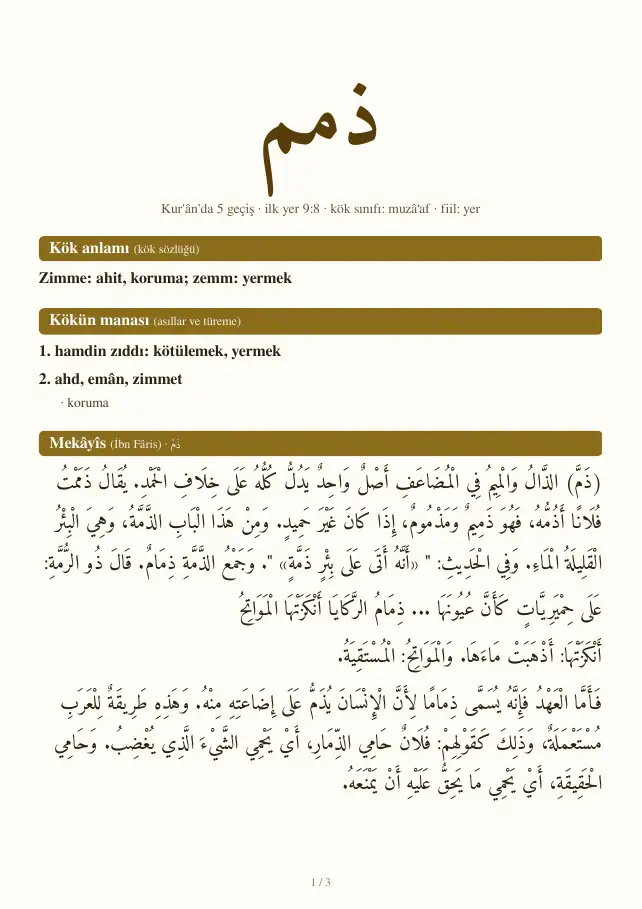 ذمم
Kur'ân'da 5 geçiş · ilk yer 9:8 · kök sınıfı: muzâ'af · fiil: yer
Kök anlamı (kök sözlüğü)
Zimme: ahit, koruma; zemm: yermek
Kökün manası (asıllar ve türeme)
1. hamdin zıddı: kötülemek, yermek
2. ahd, emân, zimmet
· koruma
Mekâyîs (İbn Fâris) · ذَمَّ
(ذَمَّ) الذَّالُ وَالْمِيمُ فِي الْمُضَاعَفِ أَصْلٌ وَاحِدٌ يَدُلُّ كُلُّهُ عَلَى خِلَافِ الْحَمْدِ. يُقَالُ ذَمَمْتُ
فُلَانًا أَذُمُّهُ، فَهُوَ ذَمِيمٌ وَمَذْمُومٌ، إِذَا كَانَ غَيْرَ حَمِيدٍ. وَمِنْ هَذَا الْبَابِ الذَّمَّةُ، وَهِيَ الْبِئْرُ
الْقَلِيلَةُ الْمَاءِ. وَفِي الْحَدِيثِ: " «أَنَّهُ أَتَى عَلَى بِئْرٍ ذَمَّةٍ» ". وَجَمْعُ الذَّمَّةِ ذِمَامٌ. قَالَ ذُو الرُّمَّةِ:
عَلَى حِمْيَرِيَّاتٍ كَأَنَّ عُيُونَهَا ... ذِمَامُ الرَّكَايَا أَنْكَزَتْهَا الْمَوَاتِحُ
أَنْكَزَتْهَا: أَذْهَبَتْ مَاءَهَا. وَالْمَوَاتِحُ: الْمُسْتَقِيَةُ.
فَأَمَّا الْعَهْدُ فَإِنَّهُ يُسَمَّى ذِمَامًا لِأَنَّ الْإِنْسَانَ يُذَمُّ عَلَى إِضَاعَتِهِ مِنْهُ. وَهَذِهِ طَرِيقَةٌ لِلْعَرَبِ
مُسْتَعْمَلَةٌ، وَذَلِكَ كَقَوْلِهِمْ: فُلَانٌ حَامِي الذِّمَارِ، أَيْ يَحْمِي الشَّيْءَ الَّذِي يُغْضِبُ. وَحَامِي
الْحَقِيقَةِ، أَيْ يَحْمِي مَا يَحِقُّ عَلَيْهِ أَنْ يَمْنَعَهُ.
1 / 3